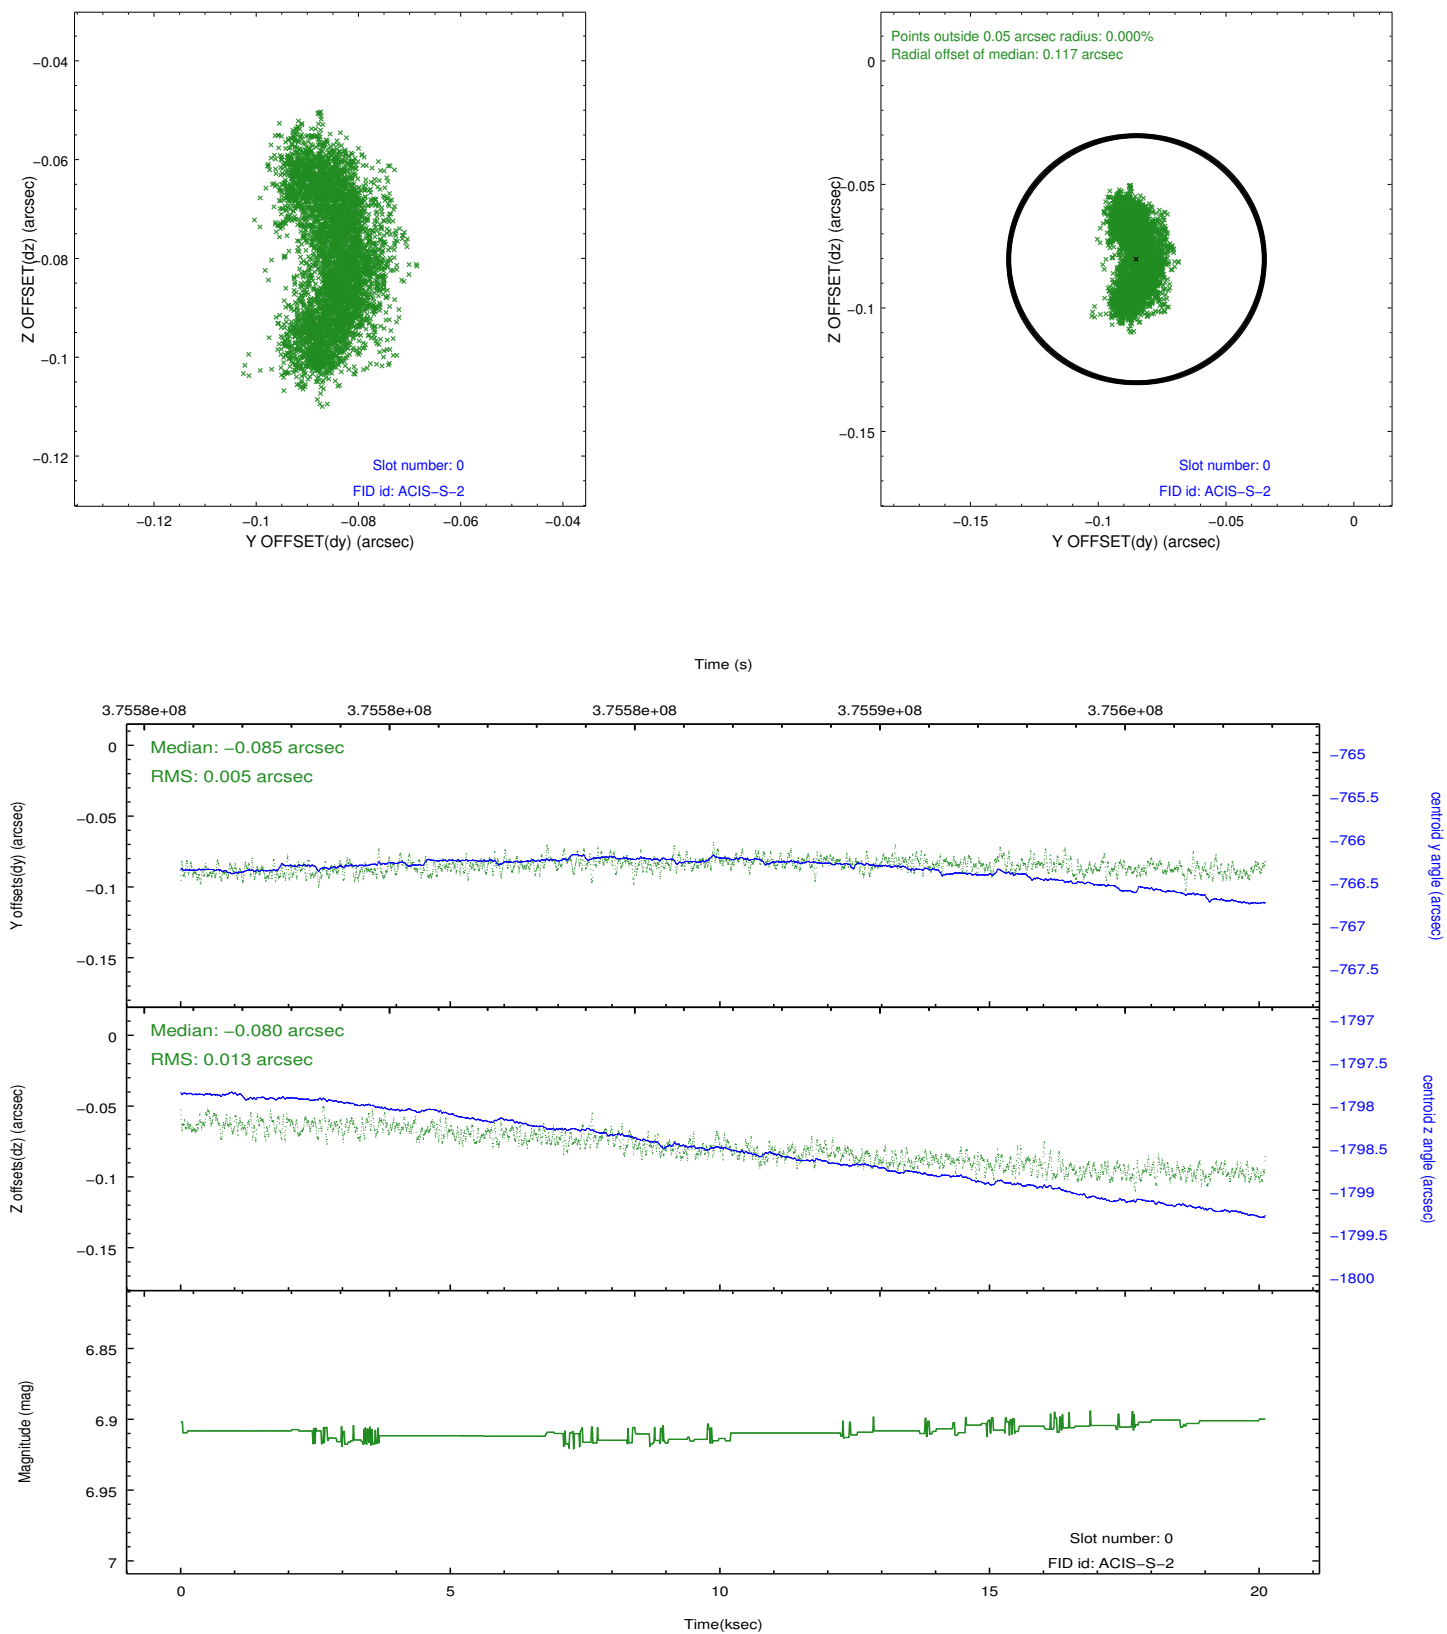 −0.04
−0.06
−0.08
−0.1
−0.12
Z OFFSET(dz) (arcsec)
Slot number: 0
FID id: ACIS−S−2
−0.12
−0.1
−0.08
−0.06
−0.04
Y OFFSET(dy) (arcsec)
Points outside 0.05 arcsec radius: 0.000%
Radial offset of median: 0.117 arcsec
0
−0.05
−0.1
−0.15
Z OFFSET(dz) (arcsec)
Slot number: 0
FID id: ACIS−S−2
−0.15
−0.1
−0.05
0
Y OFFSET(dy) (arcsec)
Time (s)
3.7558e+08
3.7558e+08
3.7558e+08
3.7559e+08
3.756e+08
Median: −0.085 arcsec
RMS: 0.005 arcsec
0
−0.05
−0.1
−0.15
Y offsets(dy) (arcsec)
−765
−765.5
−766
−766.5
−767
−767.5
centroid y angle (arcsec)
Median: −0.080 arcsec
RMS: 0.013 arcsec
0
−0.05
−0.1
−0.15
Z offsets(dz) (arcsec)
−1797
−1797.5
−1798
−1798.5
−1799
−1799.5
−1800
centroid z angle (arcsec)
6.85
6.9
6.95
7
Magnitude (mag)
Slot number: 0
FID id: ACIS−S−2
0
5
10
15
20
Time(ksec)